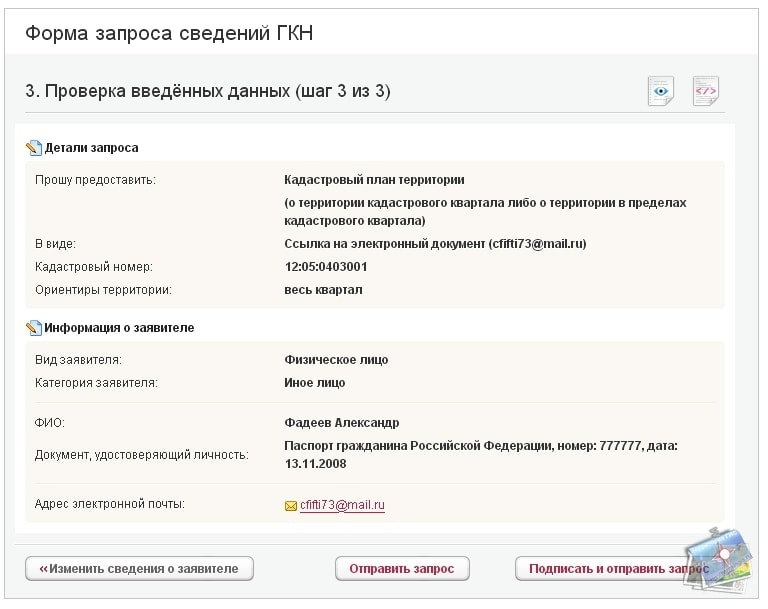 Форма запроса сведений ГКН
3. Проверка введённых данных (шаг 3 из 3)
</>
Детали запроса
Прошу предоставить: Кадастровый план территории
(о территории кадастрового квартала либо о территории в пределах
кадастрового квартала)
В виде: Ссылка на электронный документ (cfifti73@mail.ru)
Кадастровый номер: 12:05:0403001
Ориентиры территории: весь квартал
Информация о заявителе
Вид заявителя: Физическое лицо
Категория заявителя: Иное лицо
ФИО: Фадеев Александр
Документ, удостоверяющий личность: Паспорт гражданина Российской Федерации, номер: 777777, дата:
13.11.2008
Адрес электронной почты: cfifti73@mail.ru
«Изменить сведения о заявителе Отправить запрос Подписать и отправить запрос